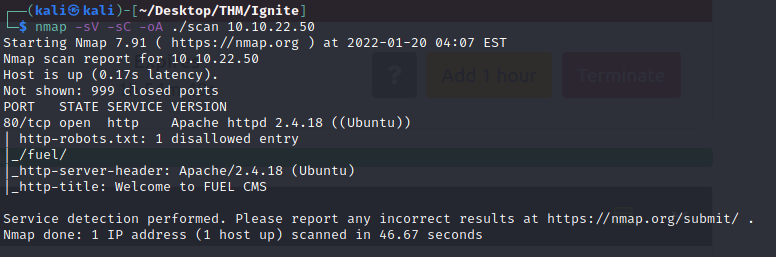 ┌──(kali㉿kali)-[~/Desktop/THM/Ignite]
└─$ nmap -sV -sC -oA ./scan 10.10.22.50
Starting Nmap 7.91 ( https://nmap.org ) at 2022-01-20 04:07 EST
Nmap scan report for 10.10.22.50
Host is up (0.17s latency).
Not shown: 999 closed ports
PORT   STATE SERVICE VERSION
80/tcp open  http    Apache httpd 2.4.18 ((Ubuntu))
| http-robots.txt: 1 disallowed entry
|_/fuel/
|_http-server-header: Apache/2.4.18 (Ubuntu)
|_http-title: Welcome to FUEL CMS
? Add 1 hour Terminate
Service detection performed. Please report any incorrect results at https://nmap.org/submit/ .
Nmap done: 1 IP address (1 host up) scanned in 46.67 seconds